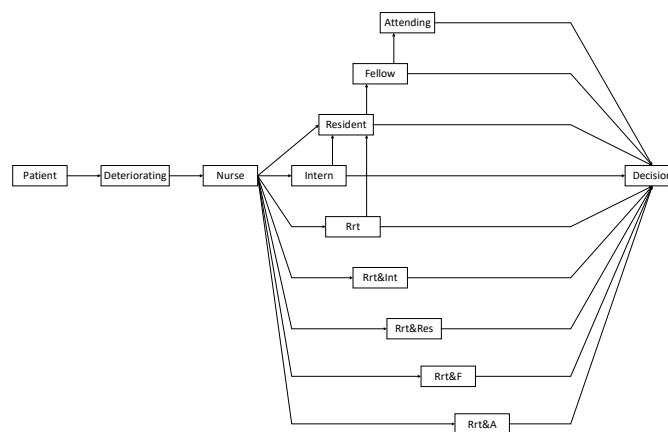 Attending
Fellow
Resident
Patient
Deteriorating
Nurse
Intern
Decision
Rrt
Rrt&Int
Rrt&Res
Rrt&F
Rrt&A